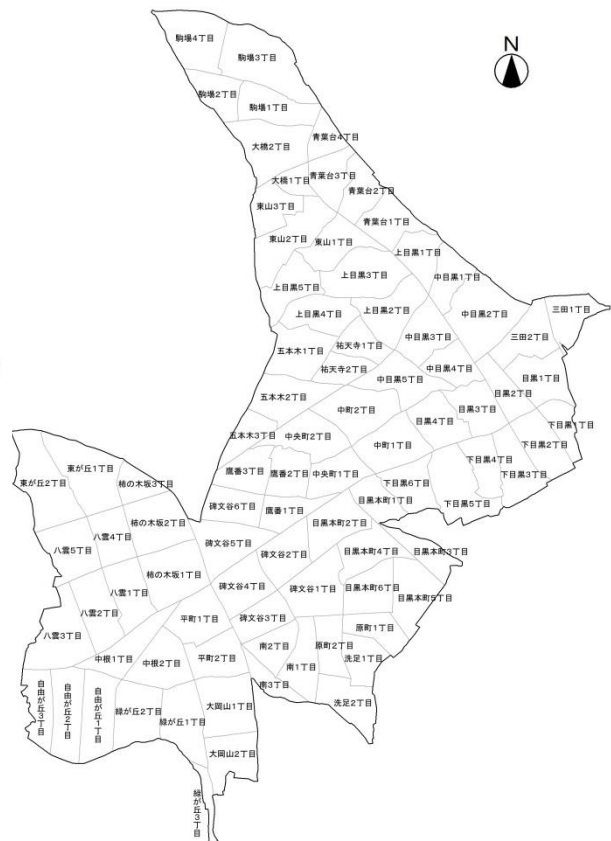 N
駒場4丁目
駒場3丁目
駒場2丁目
駒場1丁目
青葉台4丁目
大橋2丁目
青葉台3丁目
大橋1丁目
青葉台2丁目
東山3丁目
青葉台1丁目
東山2丁目
東山1丁目
上目黒1丁目
上目黒3丁目
中目黒1丁目
上目黒5丁目
上目黒4丁目
上目黒2丁目
中目黒2丁目
三田1丁目
中目黒3丁目
三田2丁目
五本木1丁目
祐天寺1丁目
祐天寺2丁目
中目黒4丁目
中目黒5丁目
目黒1丁目
目黒2丁目
五本木2丁目
中町2丁目
目黒3丁目
目黒4丁目
下目黒1丁目
五本木3丁目
中央町2丁目
中町1丁目
下目黒2丁目
東が丘1丁目
鷹番3丁目
鷹番2丁目
中央町1丁目
下目黒4丁目
下目黒3丁目
東が丘2丁目
柿の木坂3丁目
下目黒6丁目
下目黒5丁目
碑文谷6丁目
鷹番1丁目
目黒本町1丁目
柿の木坂2丁目
目黒本町2丁目
八雲4丁目
碑文谷5丁目
八雲5丁目
碑文谷2丁目
目黒本町4丁目
目黒本町3丁目
柿の木坂1丁目
八雲1丁目
碑文谷4丁目
碑文谷1丁目
目黒本町6丁目
目黒本町5丁目
八雲2丁目
平町1丁目
碑文谷3丁目
八雲3丁目
原町1丁目
中根1丁目
中根2丁目
平町2丁目
南2丁目
原町2丁目
洗足1丁目
南1丁目
自由が丘3丁目
自由が丘2丁目
自由が丘1丁目
南3丁目
洗足2丁目
緑が丘2丁目
緑が丘1丁目
大岡山1丁目
大岡山2丁目
緑が丘3丁目